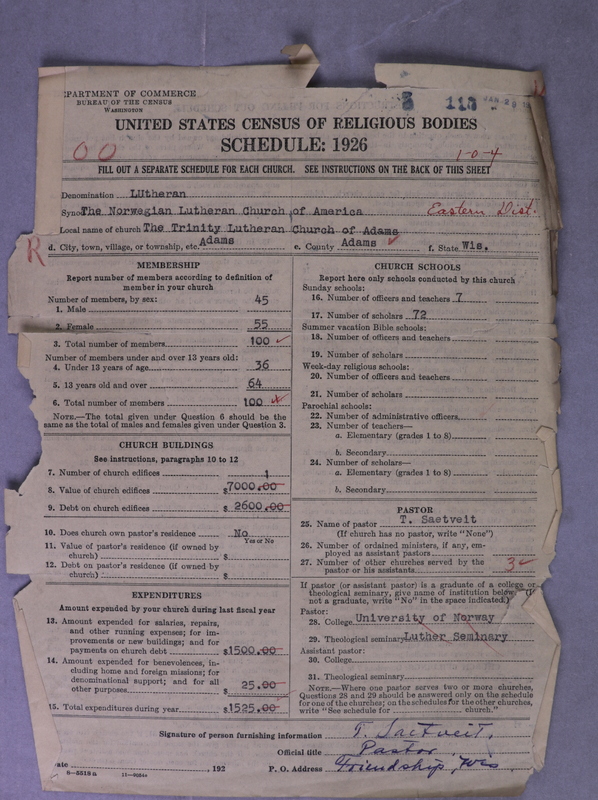 EPARTMENT OF COMMERCE
BUREAU OF THE CENSUS
WASHINGTON
3 113 JAN 29
UNITED STATES CENSUS OF RELIGIOUS BODIES
SCHEDULE: 1926
00
1-0-4
FILL OUT A SEPARATE SCHEDULE FOR EACH CHURCH. SEE INSTRUCTIONS ON THE BACK OF THIS SHEET
Denomination LUtheran
Synod The Norwegian Lutheran Church of America Eastern Dist.
Local name of church The Trinity Lutheran Church of Adams
R
d. City, town, village, or township, etc. Adams e. County Adams f. State Wis.
MEMBERSHIP
Report number of members according to definition of
member in your church
Number of members, by sex:
1. Male 45
2. Female 55
3. Total number of members 100
Number of members under and over 13 years old:
4. Under 13 years of age 36
5. 13 years old and over 64
6. Total number of members 100
NOTE.—The total given under Question 6 should be the
same as the total of males and females given under Question 3.
CHURCH BUILDINGS
See instructions, paragraphs 10 to 12
7. Number of church edifices 1
8. Value of church edifices $7000.00
9. Debt on church edifices $2600.00
10. Does church own pastor's residence No
Yes or No
11. Value of pastor's residence (if owned by
church) $
12. Debt on pastor's residence (if owned by
church) $
EXPENDITURES
Amount expended by your church during last fiscal year
13. Amount expended for salaries, repairs,
and other running expenses; for im-
provements or new buildings; and for
payments on church debt $1500.00
14. Amount expended for benevolences, in-
cluding home and foreign missions; for
denominational support; and for all
other purposes $25.00
15. Total expenditures during year $1525.00
CHURCH SCHOOLS
Report here only schools conducted by this church
Sunday schools:
16. Number of officers and teachers 7
17. Number of scholars 72
Summer vacation Bible schools:
18. Number of officers and teachers
19. Number of scholars
Week-day religious schools:
20. Number of officers and teachers
21. Number of scholars
Parochial schools:
22. Number of administrative officers
23. Number of teachers—
a. Elementary (grades 1 to 8)
b. Secondary
24. Number of scholars—
a. Elementary (grades 1 to 8)
b. Secondary
PASTOR
25. Name of pastor T. Saetveit
(If church has no pastor, write "None")
26. Number of ordained ministers, if any, em-
ployed as assistant pastors
27. Number of other churches served by the
pastor or his assistants 3
If pastor (or assistant pastor) is a graduate of a college or
theological seminary, give name of institution below. (If
not a graduate, write "No" in the space indicated.)
Pastor:
28. College University of Norway
29. Theological seminary Luther Seminary
Assistant pastor:
30. College
31. Theological seminary
NOTE.—Where one pastor serves two or more churches,
Questions 28 and 29 should be answered only on the schedule
for one of the churches; on the schedules for the other churches,
write "See schedule for church."
Signature of person furnishing information T. Saetveit.
Official title Pastor
ate , 192 P. O. Address Friendship, Wis
8—5518a 11—9054